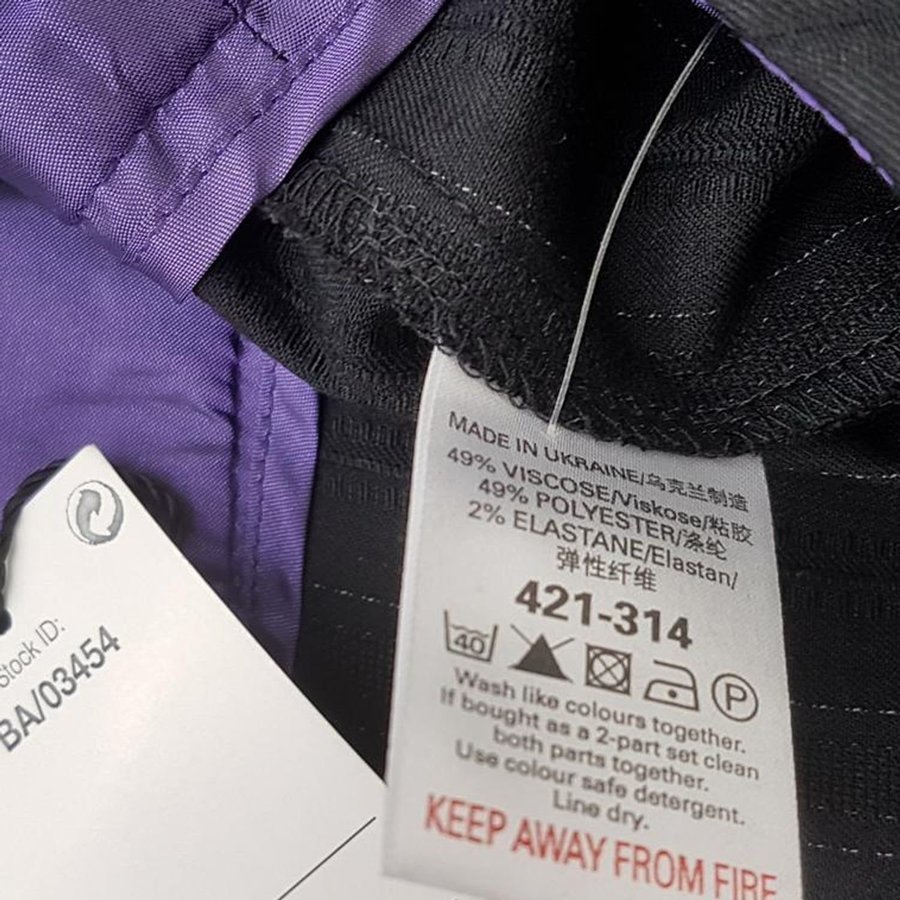 MADE IN UKRAINE/乌克兰制造
49% VISCOSE/Viskose/粘胶
49% POLYESTER/涤纶
2% ELASTANE/Elastan/
弹性纤维
421-314
40
P
Wash like colours together.
If bought as a 2-part set clean
both parts together.
Use colour safe detergent.
Line dry.
KEEP AWAY FROM FIRE
Stock ID:
BA/03454